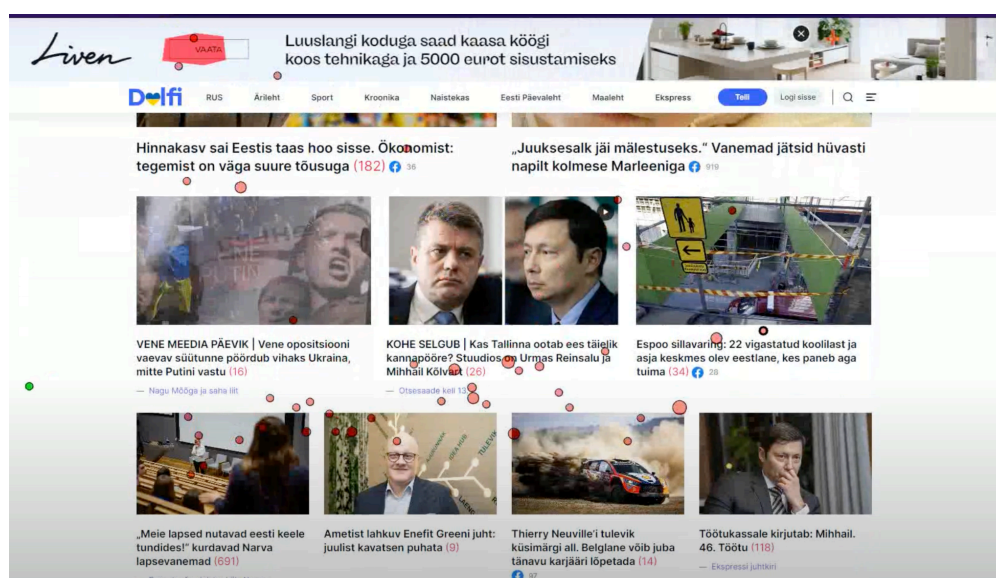 Liven
VAATA
Luuslangi koduga saad kaasa köögi
koos tehnikaga ja 5000 eurot sisustamiseks
Delfi RUS Ärileht Sport Kroonika Naistekas Eesti Päevaleht Maaleht Ekspress Telli Logi sisse
Hinnakasv sai Eestis taas hoo sisse. Ökonomist:
tegemist on väga suure tõusuga (182) 36
„Juuksesalk jäi mälestuseks.“ Vanemad jätsid hüvasti
napilt kolmese Marleeniga 919
VENE MEEDIA PÄEVIK | Vene opositsiooni
vaevav süütunne pöördub vihaks Ukraina,
mitte Putini vastu (16)
— Nagu Mõõga ja saha liit
KOHE SELGUB | Kas Tallinna ootab ees täielik
kannapööre? Stuudios on Urmas Reinsalu ja
Mihhail Kõlvart (26)
— Otsesaade kell 13
Espoo sillavaring: 22 vigastatud koolilast ja
asja keskmes olev eestlane, kes paneb aga
tuima (34) 28
IDEA HUB
TULEVIK
„Meie lapsed nutavad eesti keele
tundides!“ kurdavad Narva
lapsevanemad (691)
Ametist lahkuv Enefit Greeni juht:
juulist kavatsen puhata (9)
Thierry Neuville'i tulevik
küsimärgi all. Belglane võib juba
tänavu karjääri lõpetada (14)
97
Töötukassale kirjutab: Mihhail.
46. Töötu (118)
— Ekspressi juhtkiri